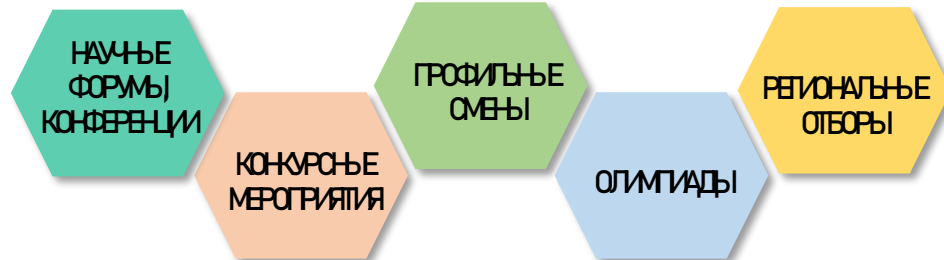 НАУЧНЫЕ
ФОРУМЫ,
КОНФЕРЕНЦИИ
КОНКУРСНЫЕ
МЕРОПРИЯТИЯ
ПРОФИЛЬНЫЕ
СМЕНЫ
ОЛИМПИАДЫ
РЕГИОНАЛЬНЫЕ
ОТБОРЫ